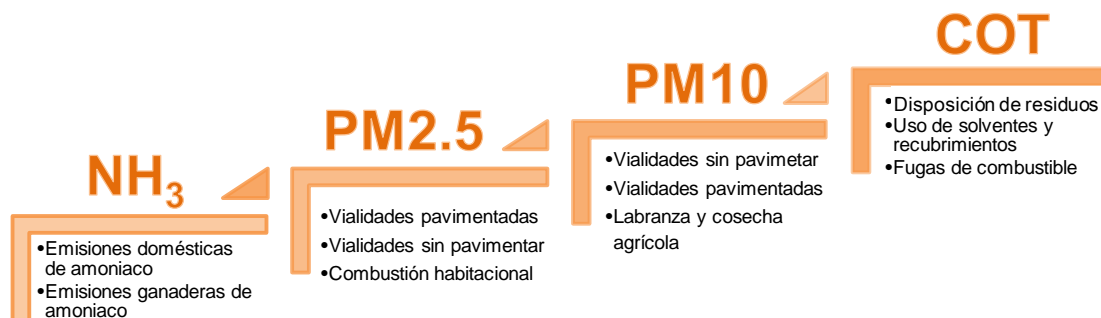 NH₃
•Emisiones domésticas
de amoniaco
•Emisiones ganaderas de
amoniaco
PM2.5
•Vialidades pavimentadas
•Vialidades sin pavimentar
•Combustión habitacional
PM10
•Vialidades sin pavimetar
•Vialidades pavimentadas
•Labranza y cosecha
agrícola
COT
•Disposición de residuos
•Uso de solventes y
recubrimientos
•Fugas de combustible